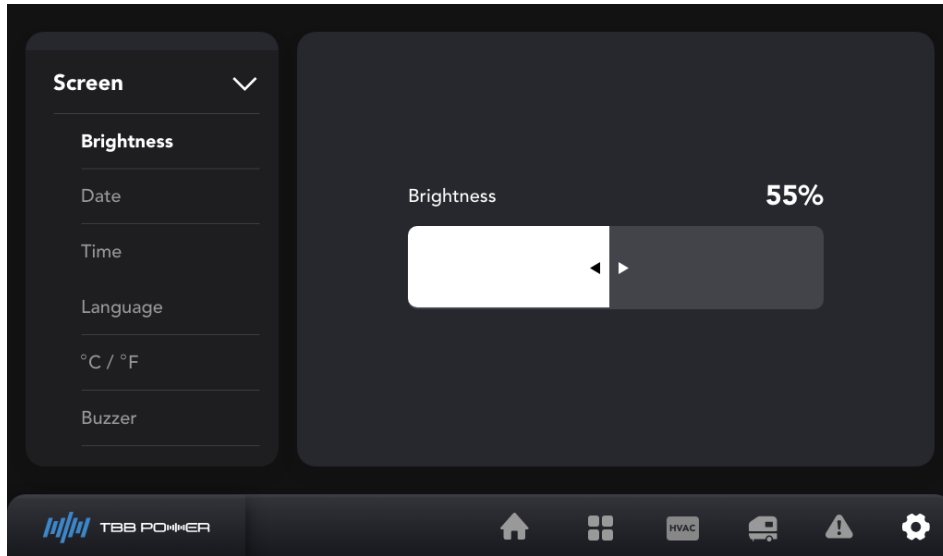 Screen
Brightness
Date
Time
Language
°C / °F
Buzzer
Brightness 55%
TBB POWER
HVAC